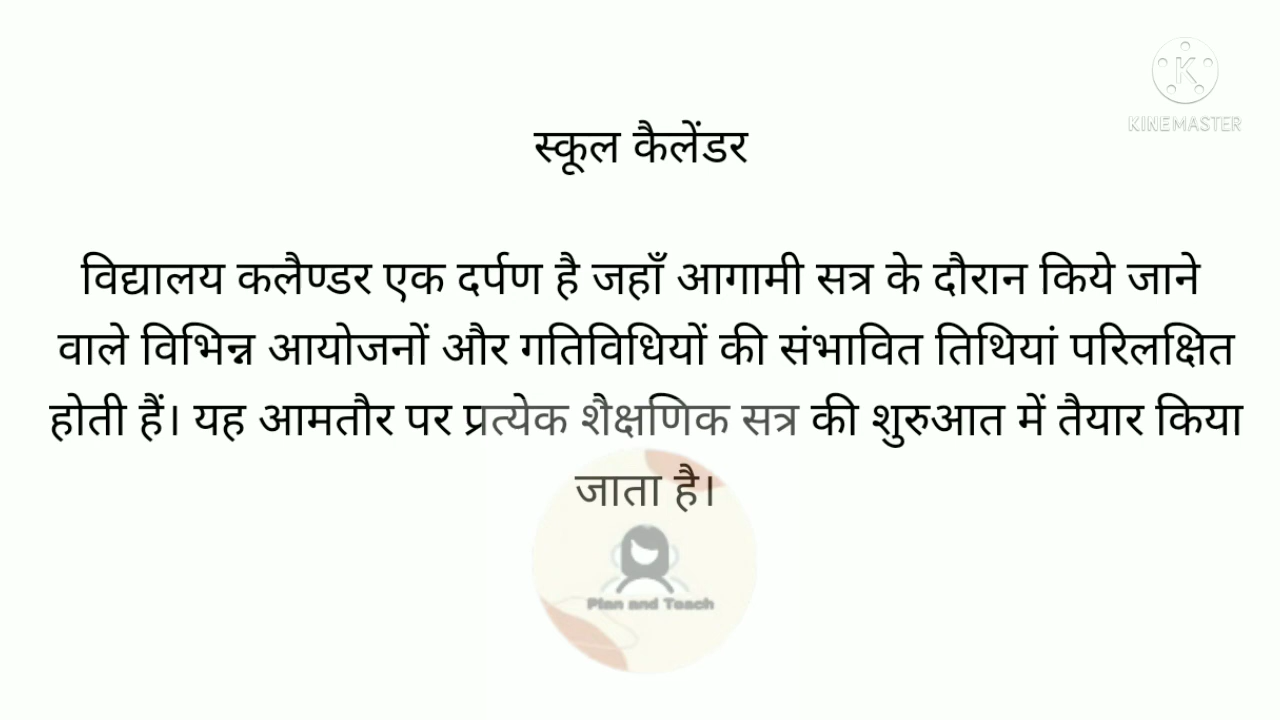 KINEMASTER
स्कूल कैलेंडर
विद्यालय कलैण्डर एक दर्पण है जहाँ आगामी सत्र के दौरान किये जाने
वाले विभिन्न आयोजनों और गतिविधियों की संभावित तिथियां परिलक्षित
होती हैं। यह आमतौर पर प्रत्येक शैक्षणिक सत्र की शुरुआत में तैयार किया
जाता है।
Plan and Teach